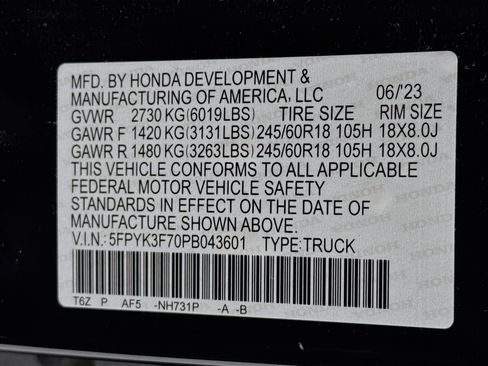 MFD. BY HONDA DEVELOPMENT &
MANUFACTURING OF AMERICA, LLC 06/'23
GVWR 2730 KG(6019LBS) TIRE SIZE RIM SIZE
GAWR F 1420 KG(3131LBS) 245/60R18 105H 18X8.0J
GAWR R 1480 KG(3263LBS) 245/60R18 105H 18X8.0J
THIS VEHICLE CONFORMS TO ALL APPLICABLE
FEDERAL MOTOR VEHICLE SAFETY
STANDARDS IN EFFECT ON THE DATE OF
MANUFACTURE SHOWN ABOVE.
V.I.N.: 5FPYK3F70PB043601 TYPE: TRUCK
T6Z P AF5 -NH731P -A -B